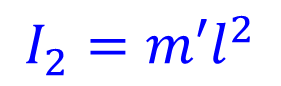 I₂ = m′l²